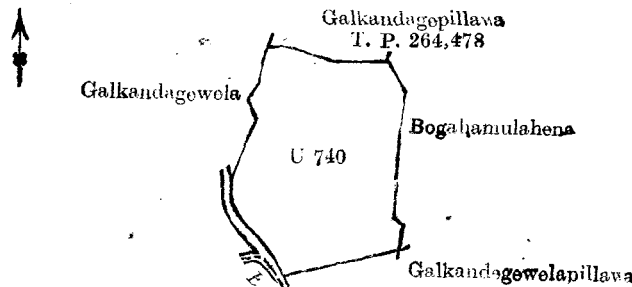 Galkandagepillawa
T. P. 264,478
Galkandagewela
Bogahamulahena
U 740
Galkandagewelapillawa